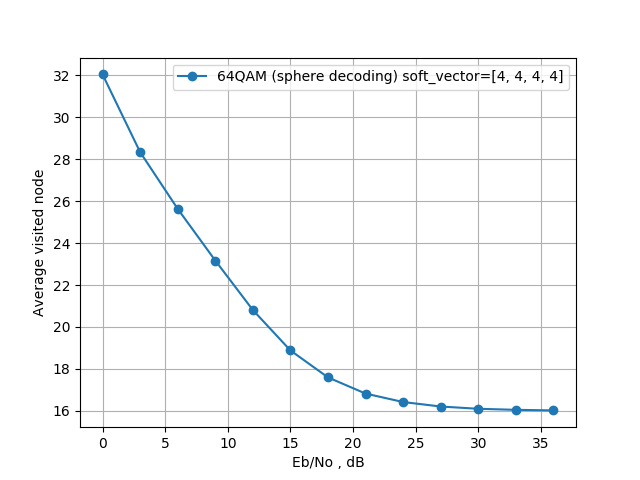 64QAM (sphere decoding) soft_vector=[4, 4, 4, 4]
Average visited node
32
30
28
26
24
22
20
18
16
0 5 10 15 20 25 30 35
Eb/No , dB